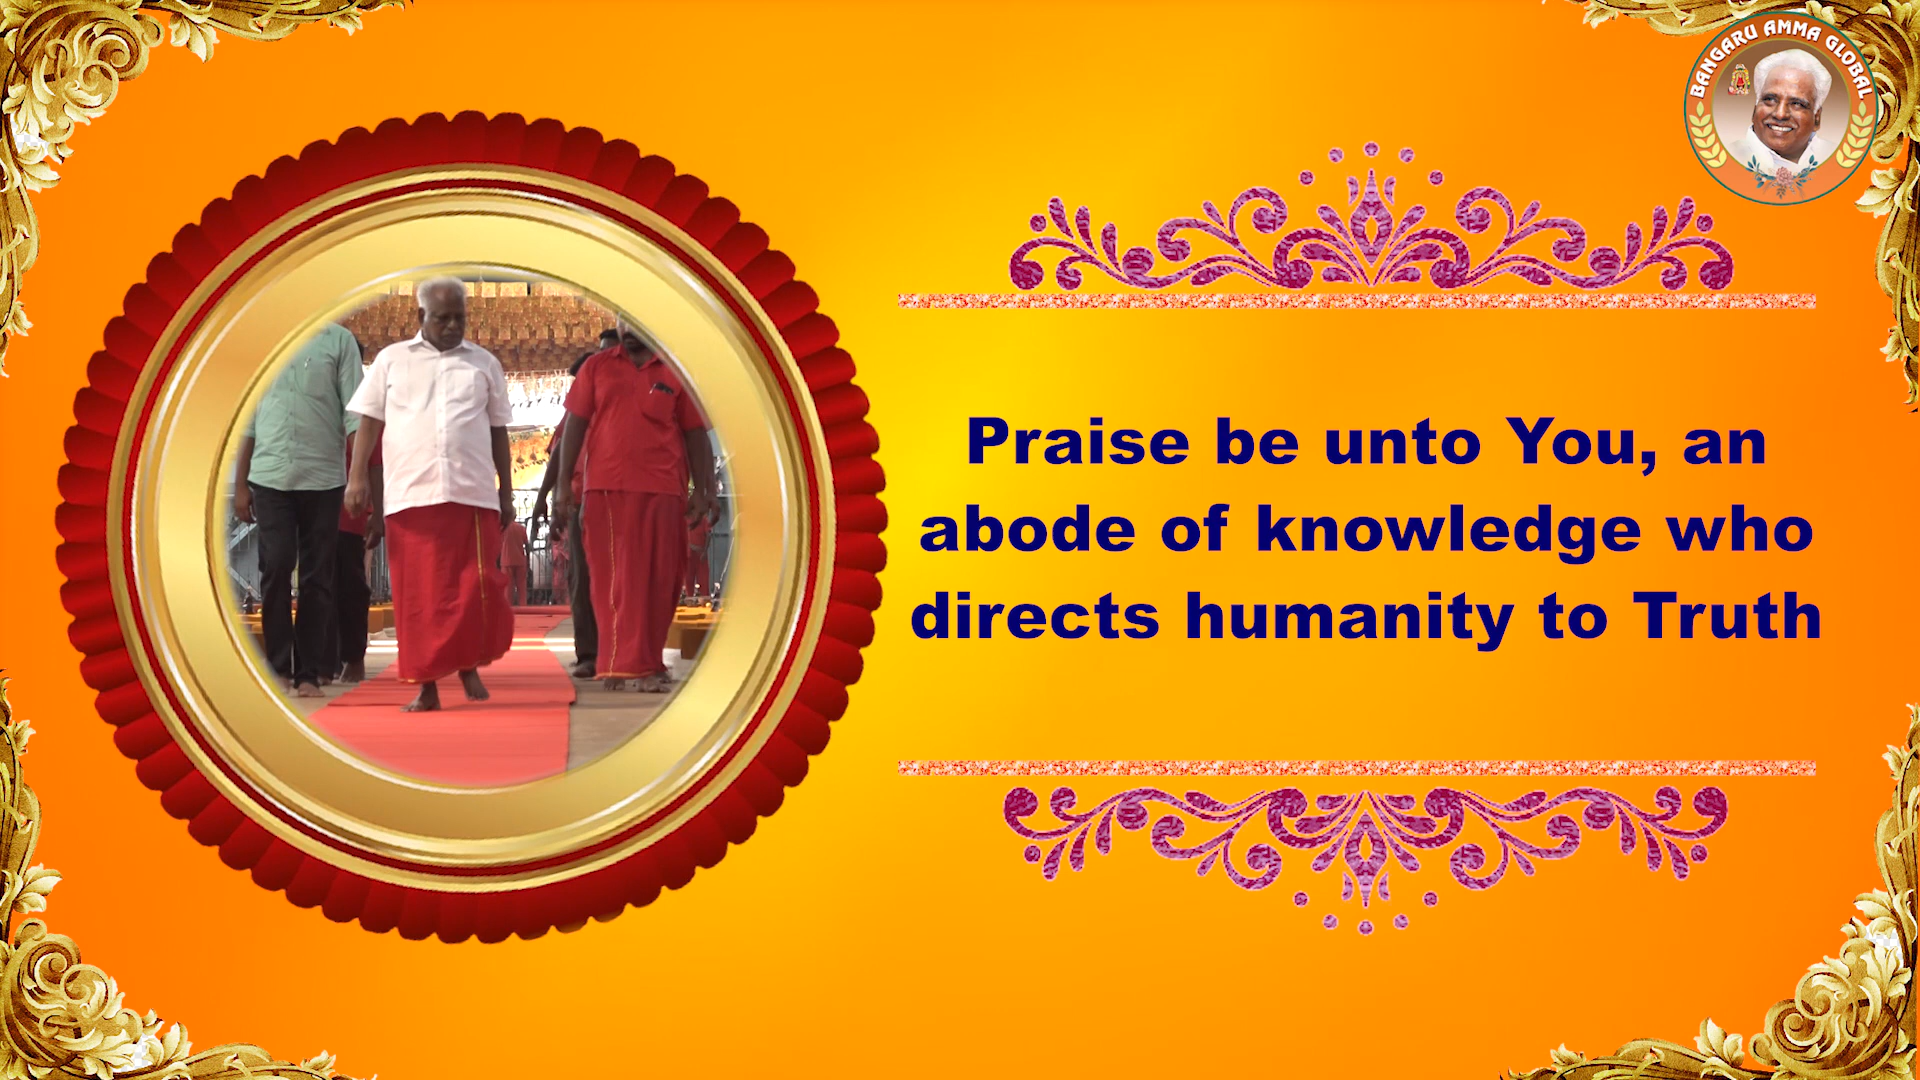 BANGARU AMMA GLOBAL
Praise be unto You, an
abode of knowledge who
directs humanity to Truth